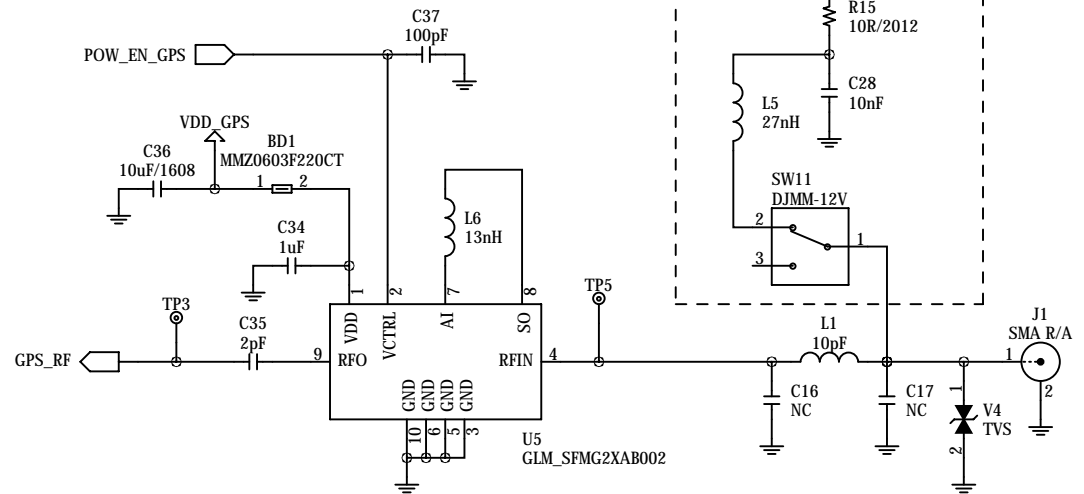 R15
10R/2012
C37
100pF
POW_EN_GPS
C28
10nF
L5
27nH
VDD_GPS
BD1
MMZ0603F220CT
C36
10uF/1608
1
2
SW11
DJMM-12V
2
1
3
L6
13nH
C34
1uF
TP3
TP5
1
2
7
8
VDD
VCTRL
AI
SO
C35
2pF
GPS_RF
9
RFO
RFIN
4
L1
10pF
J1
SMA R/A
1
2
GND
GND
GND
GND
10
6
5
3
C16
NC
C17
NC
1
V4
TVS
2
U5
GLM_SFMG2XAB002